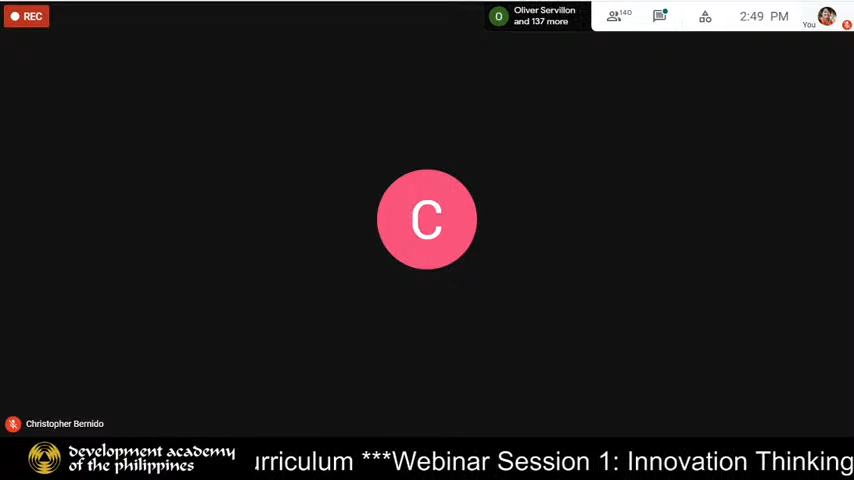 REC
O
Oliver Servillon
and 137 more
140
2:49 PM
You
C
Christopher Bernido
development academy
of the philippines
urriculum ***Webinar Session 1: Innovation Thinking